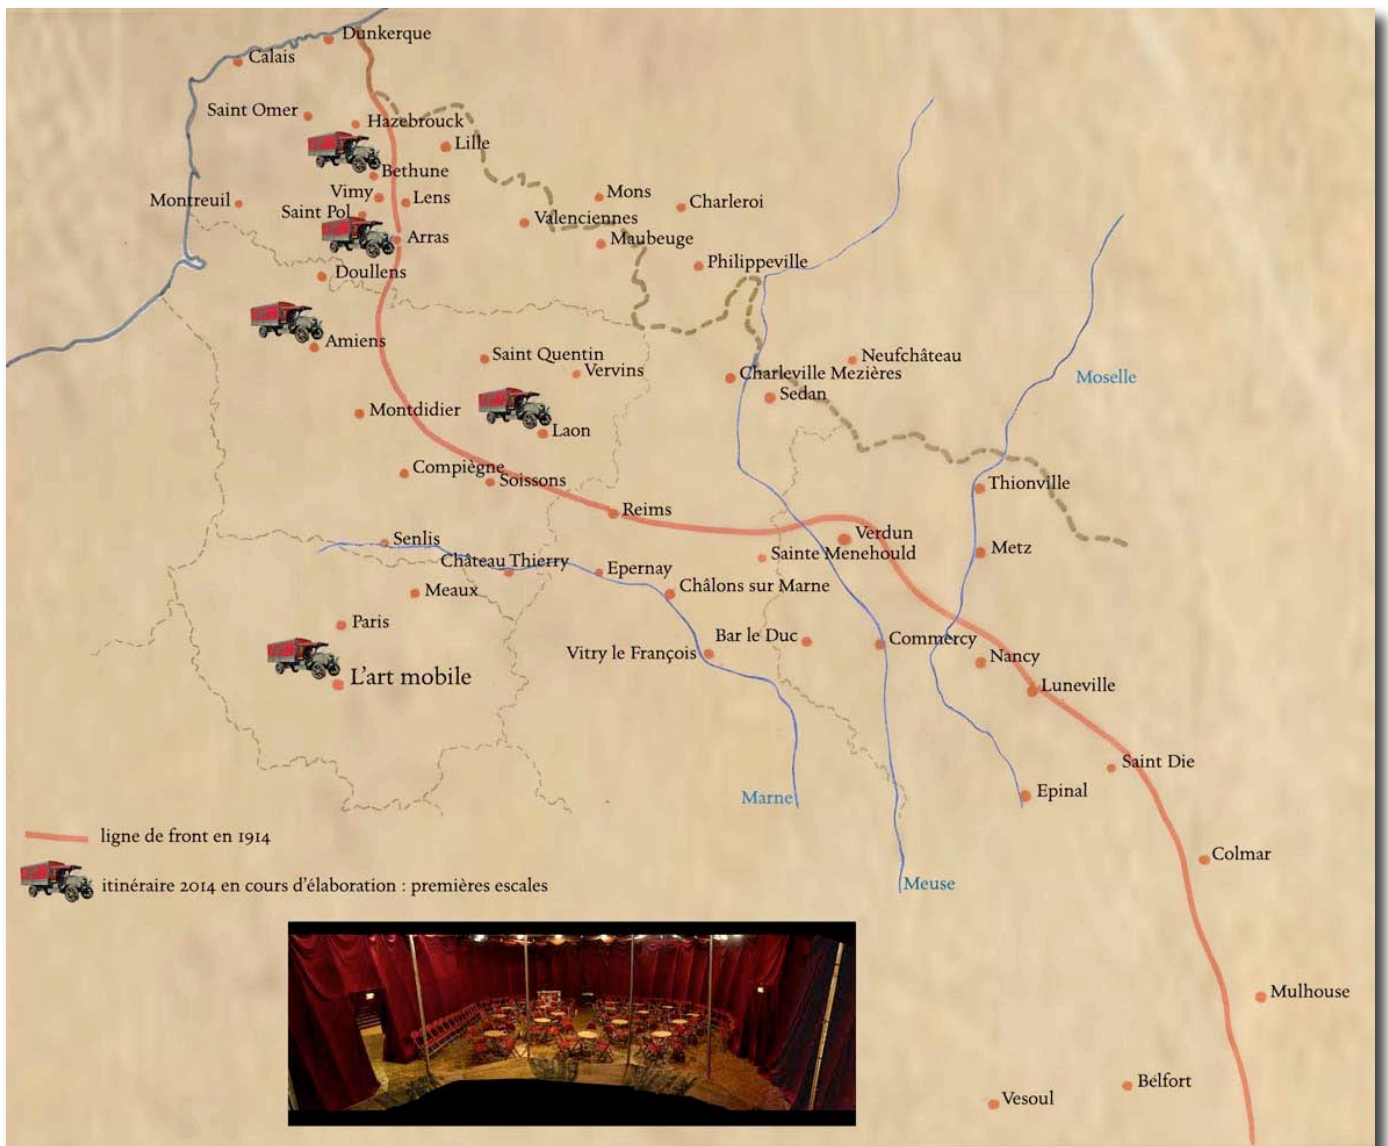 Dunkerque
Calais
Saint Omer
Hazebrouck
Lille
Bethune
Vimy
Lens
Montreuil
Saint Pol
Arras
Mons
Charleroi
Valenciennes
Maubeuge
Philippeville
Doullens
Amiens
Saint Quentin
Vervins
Neufchâteau
Charleville Mezières
Sedan
Moselle
Montdidier
Laon
Compiègne
Soissons
Thionville
Reims
Verdun
Senlis
Sainte Menehould
Metz
Château Thierry
Epernay
Châlons sur Marne
Meaux
Paris
Bar le Duc
Commercy
Vitry le François
Nancy
L'art mobile
Luneville
Saint Die
Epinal
Marne
ligne de front en 1914
Colmar
itinéraire 2014 en cours d'élaboration : premières escales
Meuse
Mulhouse
Belfort
Vesoul